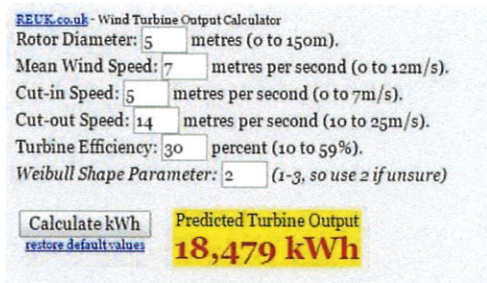 REUK.co.uk - Wind Turbine Output Calculator
Rotor Diameter: 5 metres (0 to 150m).
Mean Wind Speed: 7 metres per second (0 to 12m/s).
Cut-in Speed: 5 metres per second (0 to 7m/s).
Cut-out Speed: 14 metres per second (10 to 25m/s).
Turbine Efficiency: 30 percent (10 to 59%).
Weibull Shape Parameter: 2 (1-3, so use 2 if unsure)
Calculate kWh Predicted Turbine Output
restore default values 18,479 kWh